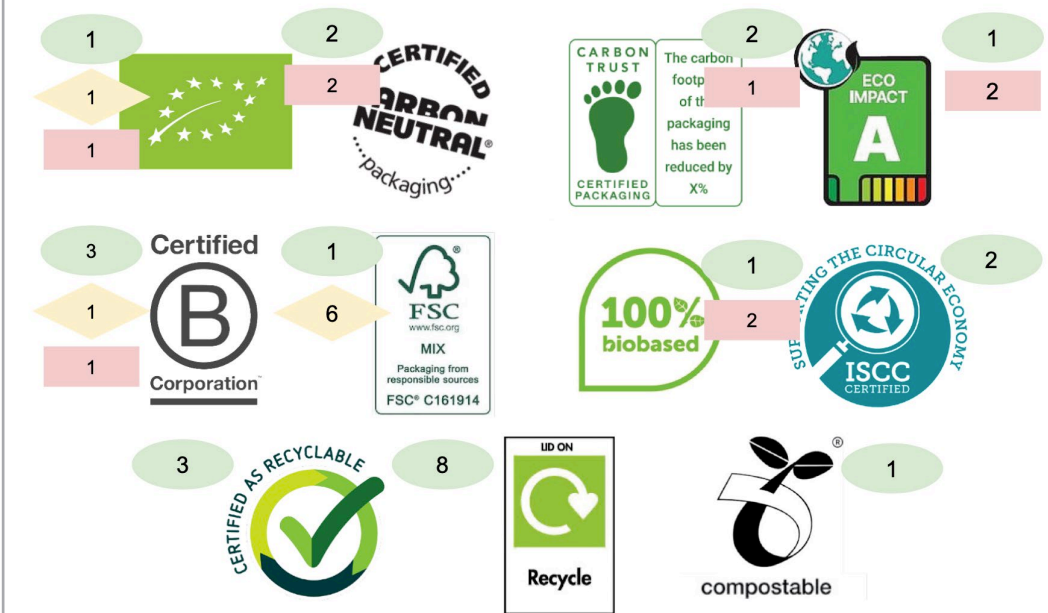 1
1
1
2
2
CERTIFIED
CARBON
NEUTRAL®
packaging
CARBON
TRUST
CERTIFIED
PACKAGING
The carbon
footp
of th
packaging
has been
reduced by
X%
2
1
ECO
IMPACT
A
1
2
3
1
1
Certified
B
Corporation™
1
6
®
FSC
www.fsc.org
MIX
Packaging from
responsible sources
FSC® C161914
100%
biobased
1
2
SUPPORTING THE CIRCULAR ECONOMY
ISCC
CERTIFIED
2
3
CERTIFIED AS RECYCLABLE
8
LID ON
Recycle
®
compostable
1